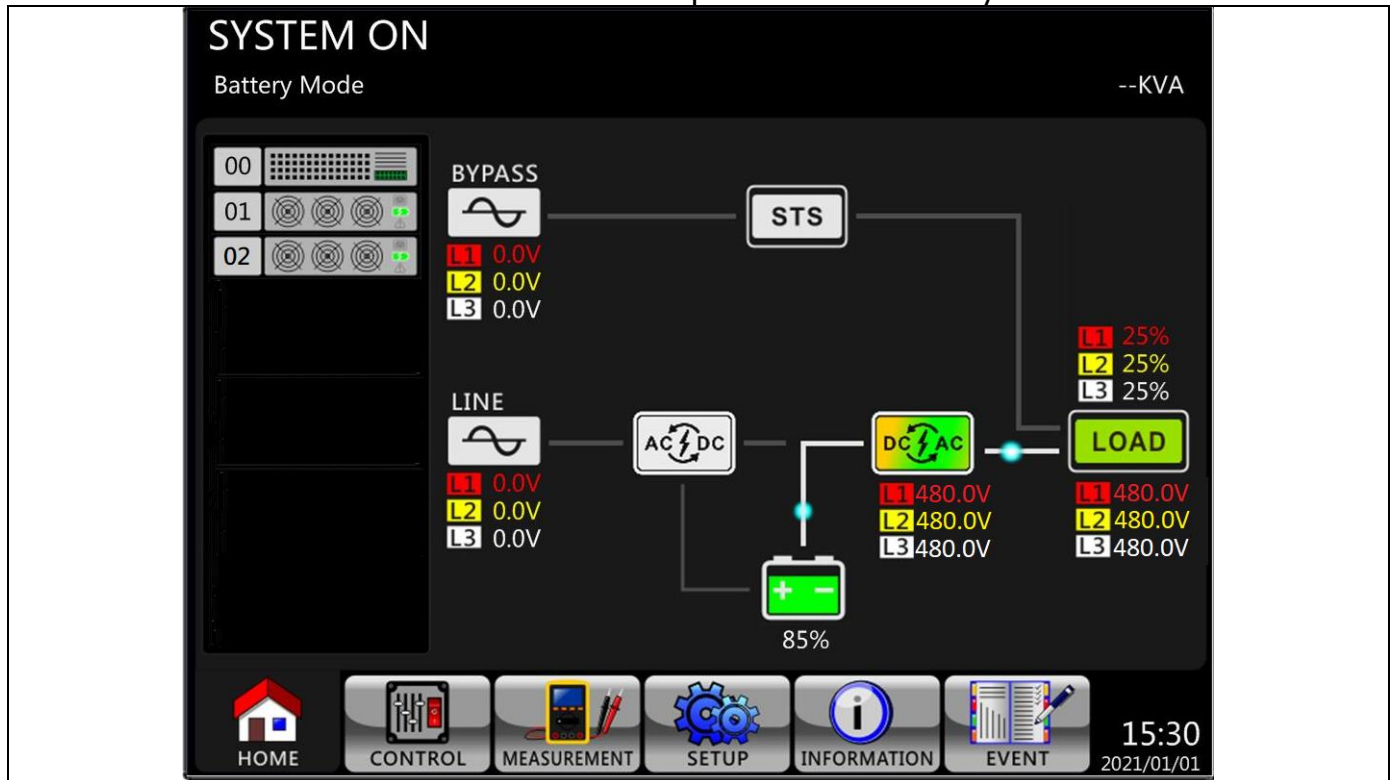 SYSTEM ON
Battery Mode
--KVA
00
01
02
BYPASS
L1 0.0V
L2 0.0V
L3 0.0V
STS
L1 25%
L2 25%
L3 25%
LINE
L1 0.0V
L2 0.0V
L3 0.0V
AC DC
DC AC
L1 480.0V
L2 480.0V
L3 480.0V
LOAD
L1 480.0V
L2 480.0V
L3 480.0V
+ -
85%
HOME
CONTROL
MEASUREMENT
SETUP
i
INFORMATION
EVENT
15:30
2021/01/01